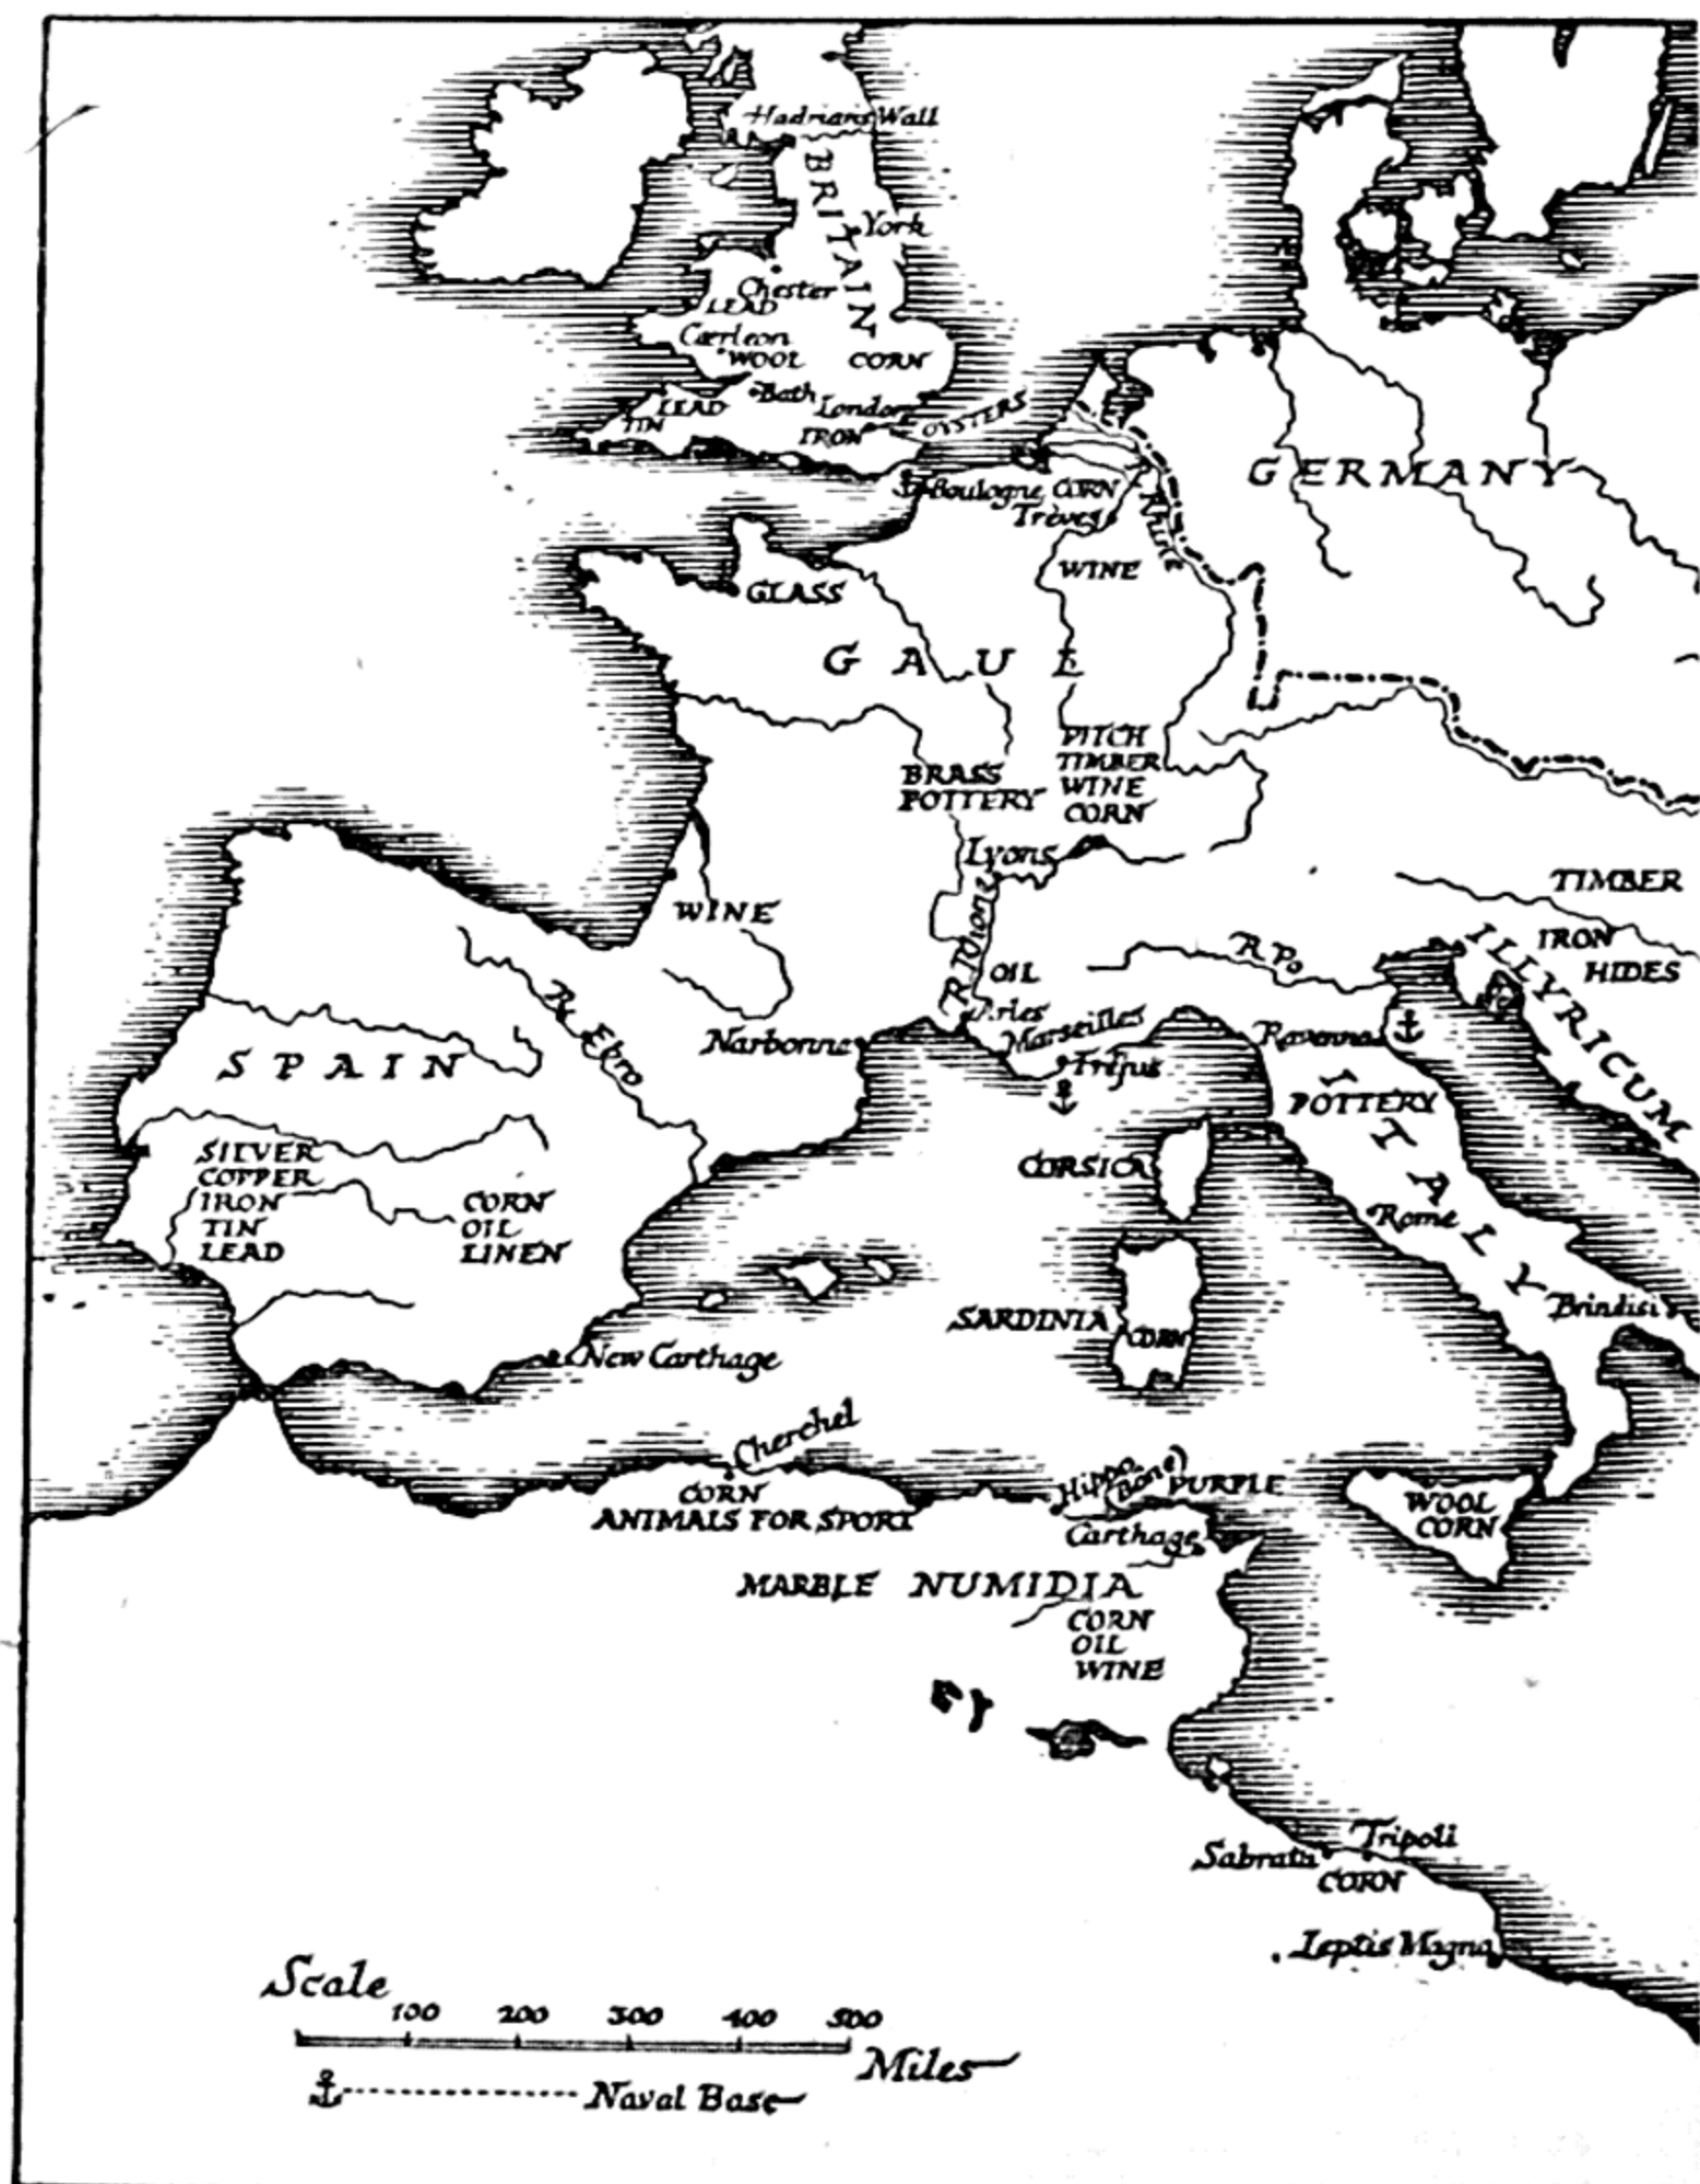 Hadrians Wall
BRITAIN
York
Chester
LEAD
Caerleon
WOOL
CORN
Bath
LEAD
London
TIN
IRON
OYSTERS
GERMANY
Boulogne
CORN
Trèves
R Rhine
WINE
GLASS
GAUL
PITCH
TIMBER
WINE
CORN
BRASS
POTTERY
Lyons
TIMBER
WINE
R Rhone
IRON
HIDES
ILLYRICUM
R Po
R. Ebro
OIL
Arles
Marseilles
Narbonne
Ravenna
Frejus
SPAIN
POTTERY
ITALY
SILVER
COPPER
IRON
TIN
LEAD
CORN
OIL
LINEN
CORSICA
Rome
SARDINIA
CORN
Brindisi
New Carthage
Cherchel
CORN
ANIMALS FOR SPORT
Hippo
(Bone)
PURPLE
Carthage
WOOL
CORN
MARBLE
NUMIDIA
CORN
OIL
WINE
Tripoli
Sabrata
CORN
Leptis Magna
Scale
100 200 300 400 500
Miles
Naval Base